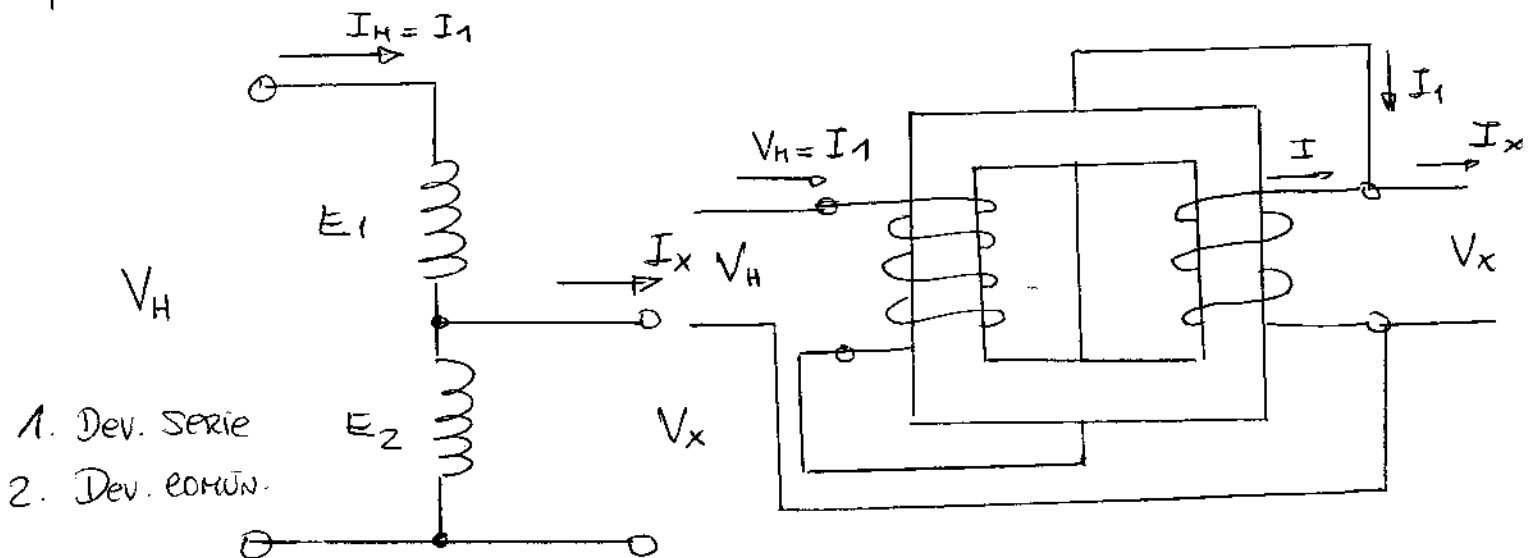 I_H = I_1
E_1
V_H
I_X
1. Dev. SERIE
2. Dev. COMÚN.
E_2
V_X
V_H = I_1
V_H
I_1
I
I_X
V_X